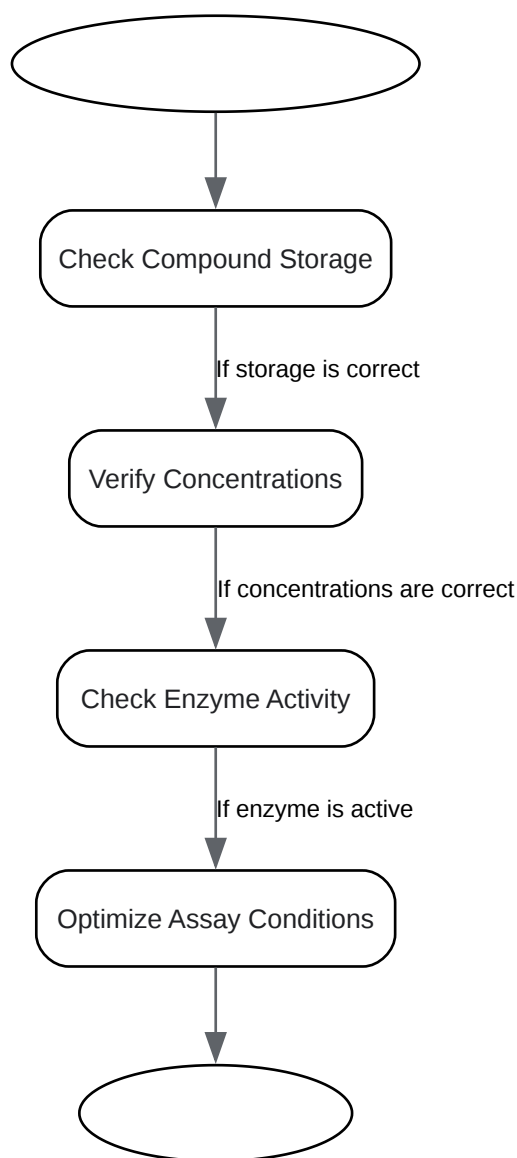 Check Compound Storage
If storage is correct
Verify Concentrations
If concentrations are correct
Check Enzyme Activity
If enzyme is active
Optimize Assay Conditions